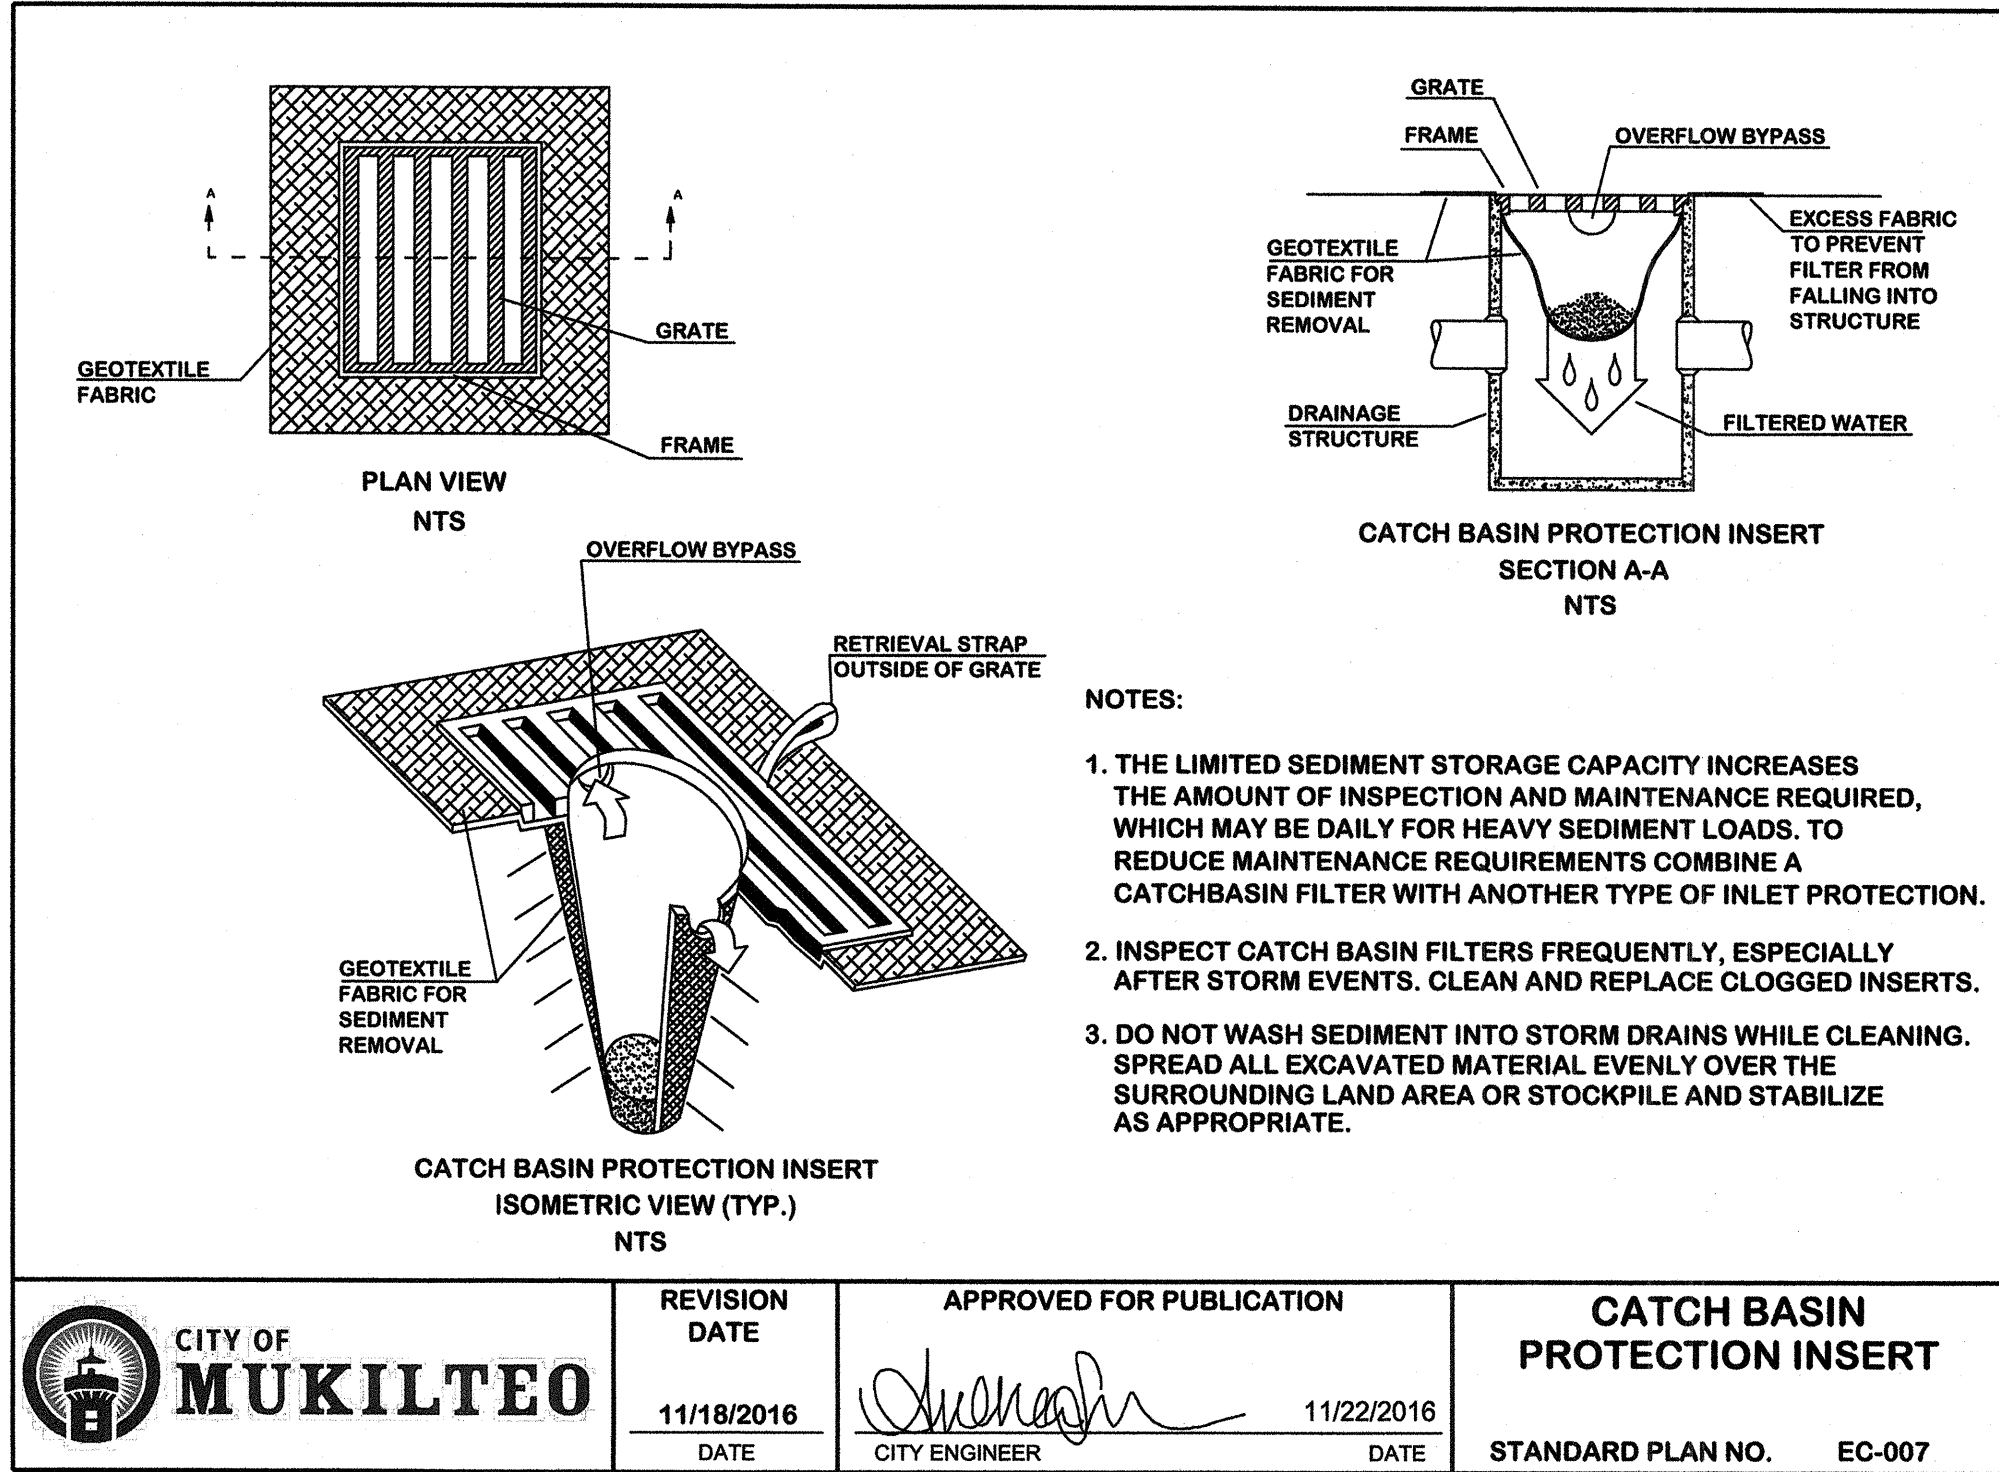 A
A
GRATE
GEOTEXTILE
FABRIC
FRAME
PLAN VIEW
NTS
GRATE
FRAME
OVERFLOW BYPASS
GEOTEXTILE
FABRIC FOR
SEDIMENT
REMOVAL
EXCESS FABRIC
TO PREVENT
FILTER FROM
FALLING INTO
STRUCTURE
DRAINAGE
STRUCTURE
FILTERED WATER
CATCH BASIN PROTECTION INSERT
SECTION A-A
NTS
OVERFLOW BYPASS
RETRIEVAL STRAP
OUTSIDE OF GRATE
GEOTEXTILE
FABRIC FOR
SEDIMENT
REMOVAL
CATCH BASIN PROTECTION INSERT
ISOMETRIC VIEW (TYP.)
NTS
NOTES:
1. THE LIMITED SEDIMENT STORAGE CAPACITY INCREASES
THE AMOUNT OF INSPECTION AND MAINTENANCE REQUIRED,
WHICH MAY BE DAILY FOR HEAVY SEDIMENT LOADS. TO
REDUCE MAINTENANCE REQUIREMENTS COMBINE A
CATCHBASIN FILTER WITH ANOTHER TYPE OF INLET PROTECTION.
2. INSPECT CATCH BASIN FILTERS FREQUENTLY, ESPECIALLY
AFTER STORM EVENTS. CLEAN AND REPLACE CLOGGED INSERTS.
3. DO NOT WASH SEDIMENT INTO STORM DRAINS WHILE CLEANING.
SPREAD ALL EXCAVATED MATERIAL EVENLY OVER THE
SURROUNDING LAND AREA OR STOCKPILE AND STABILIZE
AS APPROPRIATE.
CITY OF
MUKILTEO
REVISION
DATE
11/18/2016
DATE
APPROVED FOR PUBLICATION
11/22/2016
CITY ENGINEER DATE
CATCH BASIN
PROTECTION INSERT
STANDARD PLAN NO. EC-007